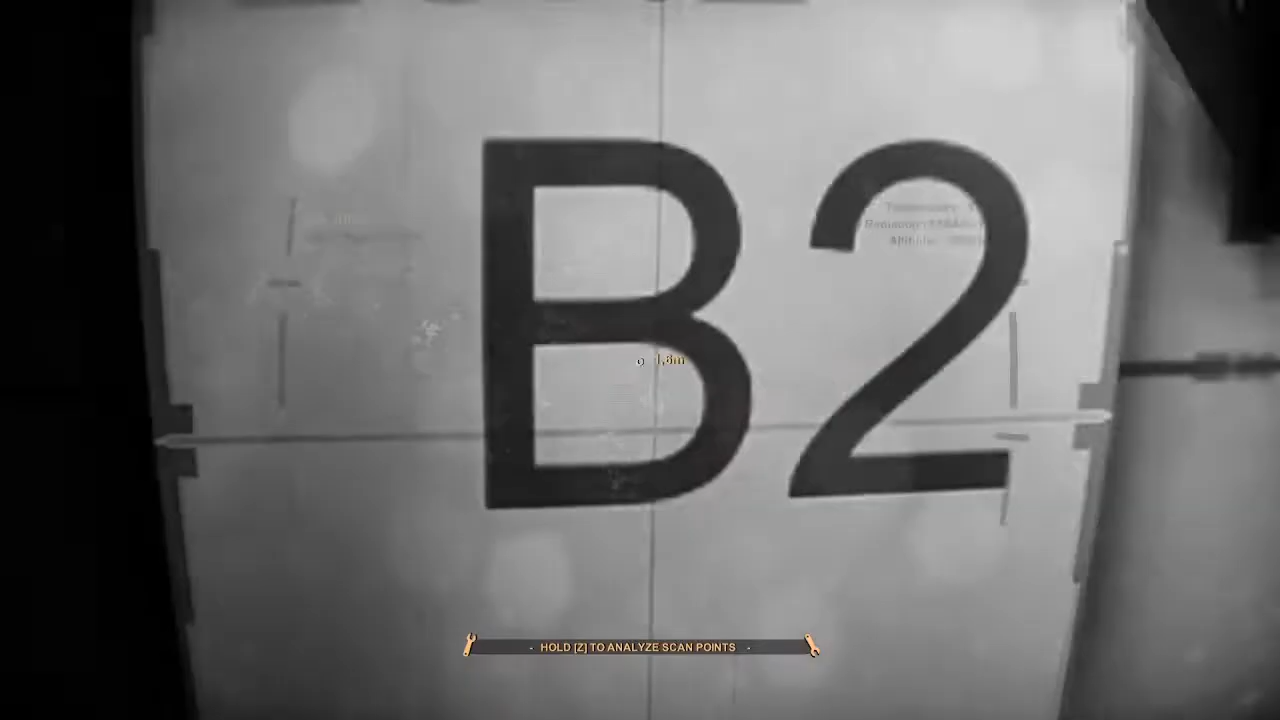 B2
1,8m
- HOLD [Z] TO ANALYZE SCAN POINTS -